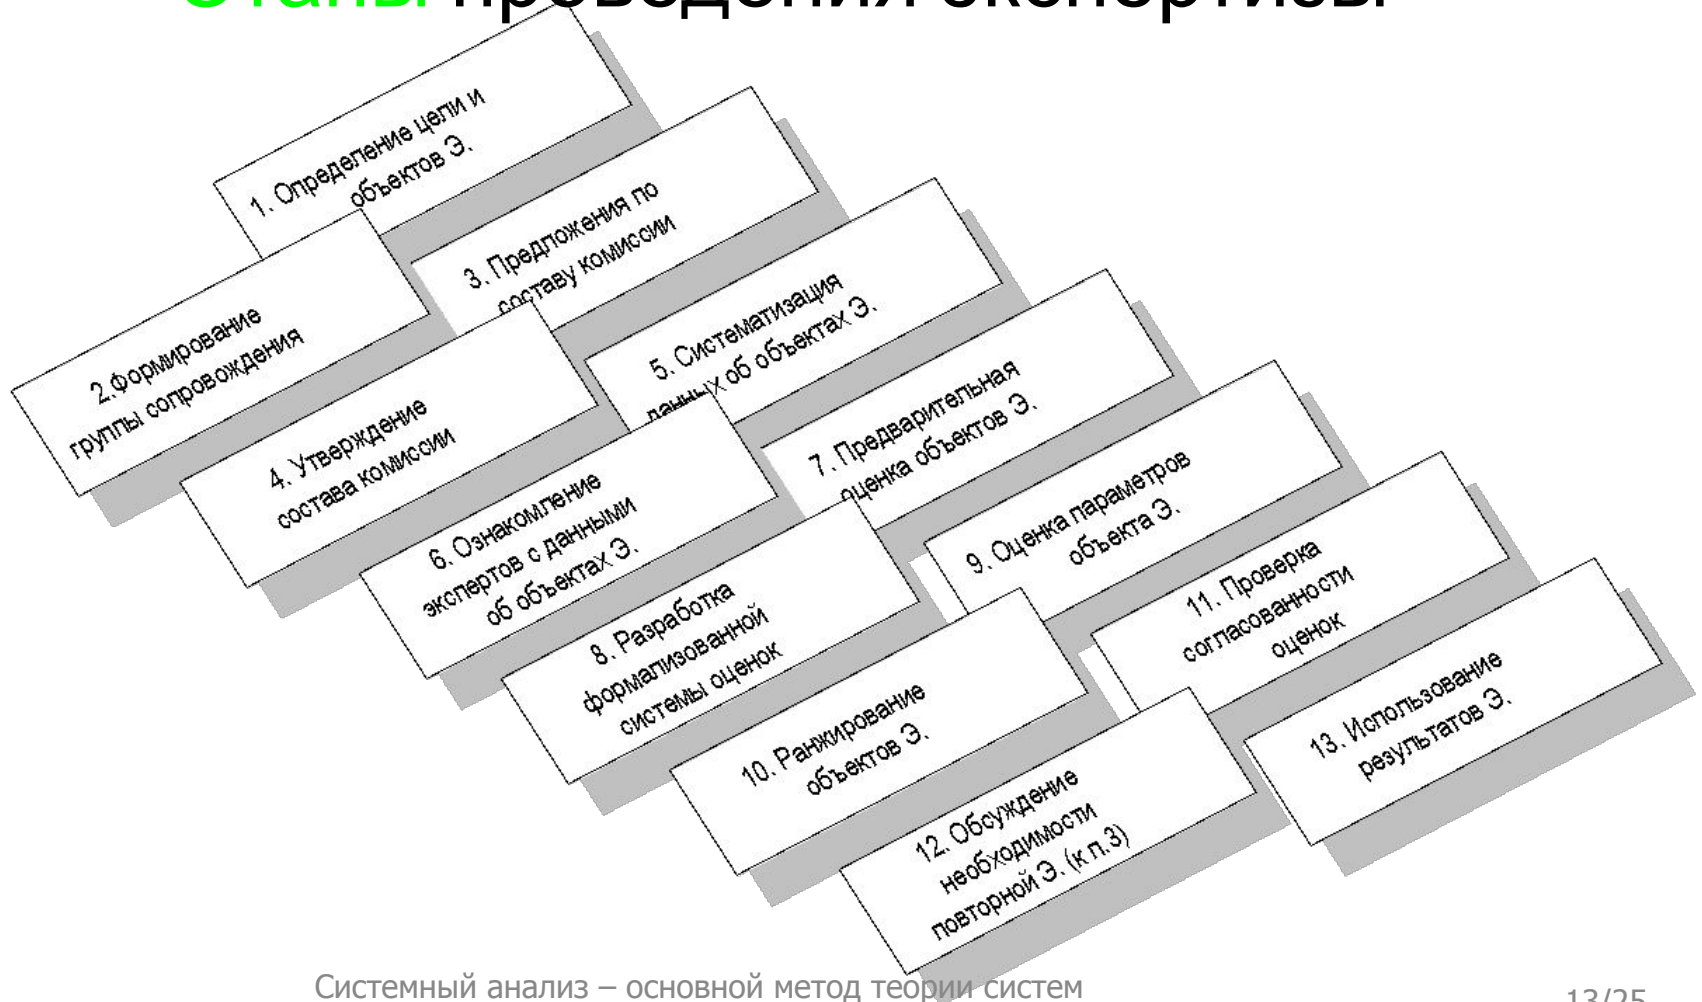 Этапы проведения экспертизы
1. Определение цели и
объектов Э.
2.Формирование
группы сопровождения
3. Предложения по
составу комиссии
4. Утверждение
состава комиссии
5. Систематизация
данных об объектах Э.
6. Ознакомление
экспертов с данными
об объектах Э.
7. Предварительная
оценка объектов Э.
8. Разработка
формализованной
системы оценок
9. Оценка параметров
объекта Э.
10. Ранжирование
объектов Э.
11. Проверка
согласованности
оценок
12. Обсуждение
необходимости
повторной Э. (к п.3)
13. Использование
результатов Э.
Системный анализ – основной метод теории систем
13/25